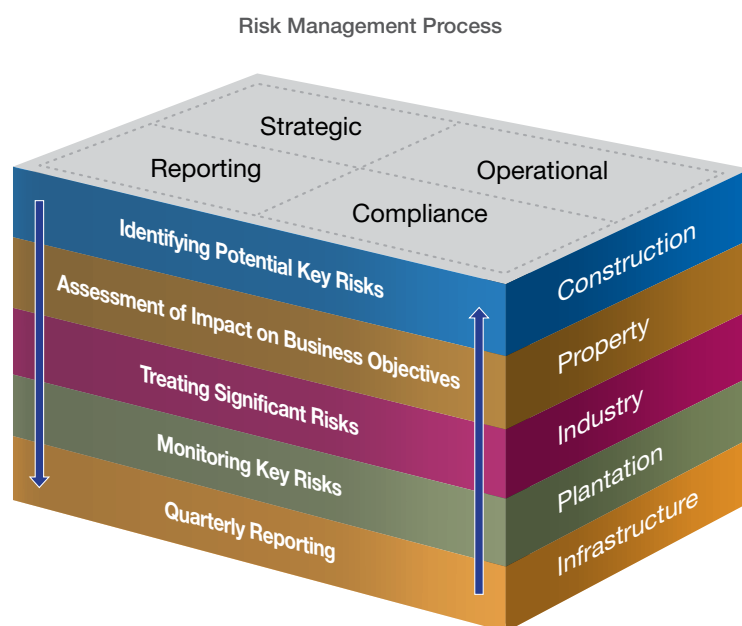 Risk Management Process
Strategic
Reporting
Operational
Compliance
Identifying Potential Key Risks
Assessment of Impact on Business Objectives
Treating Significant Risks
Monitoring Key Risks
Quarterly Reporting
Construction
Property
Industry
Plantation
Infrastructure